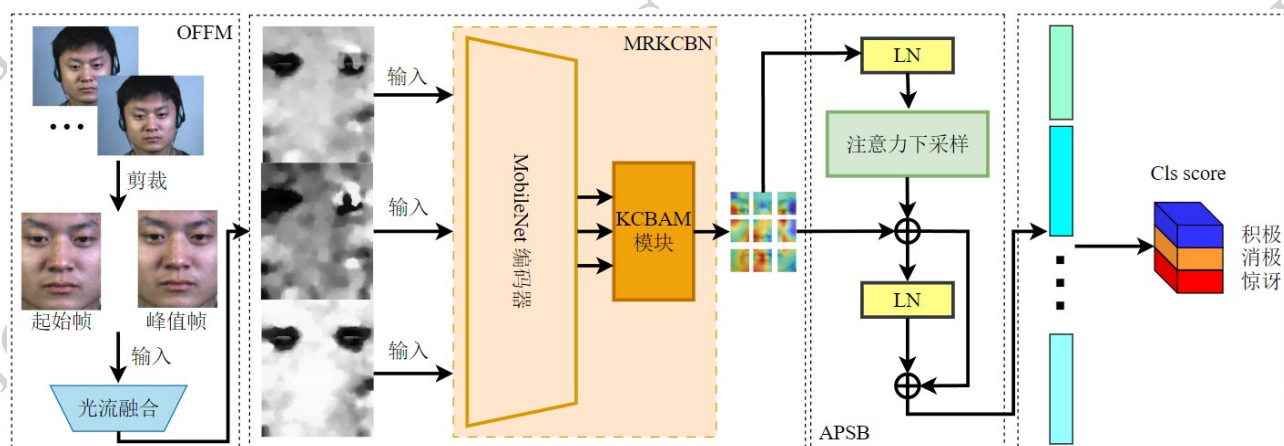 OFFM
•••
剪裁
起始帧
峰值帧
输入
光流融合
MRKCBN
输入
输入
输入
MobileNet 编码器
KCBAM
模块
LN
注意力下采样
LN
APSB
Cls score
积极
消极
惊讶